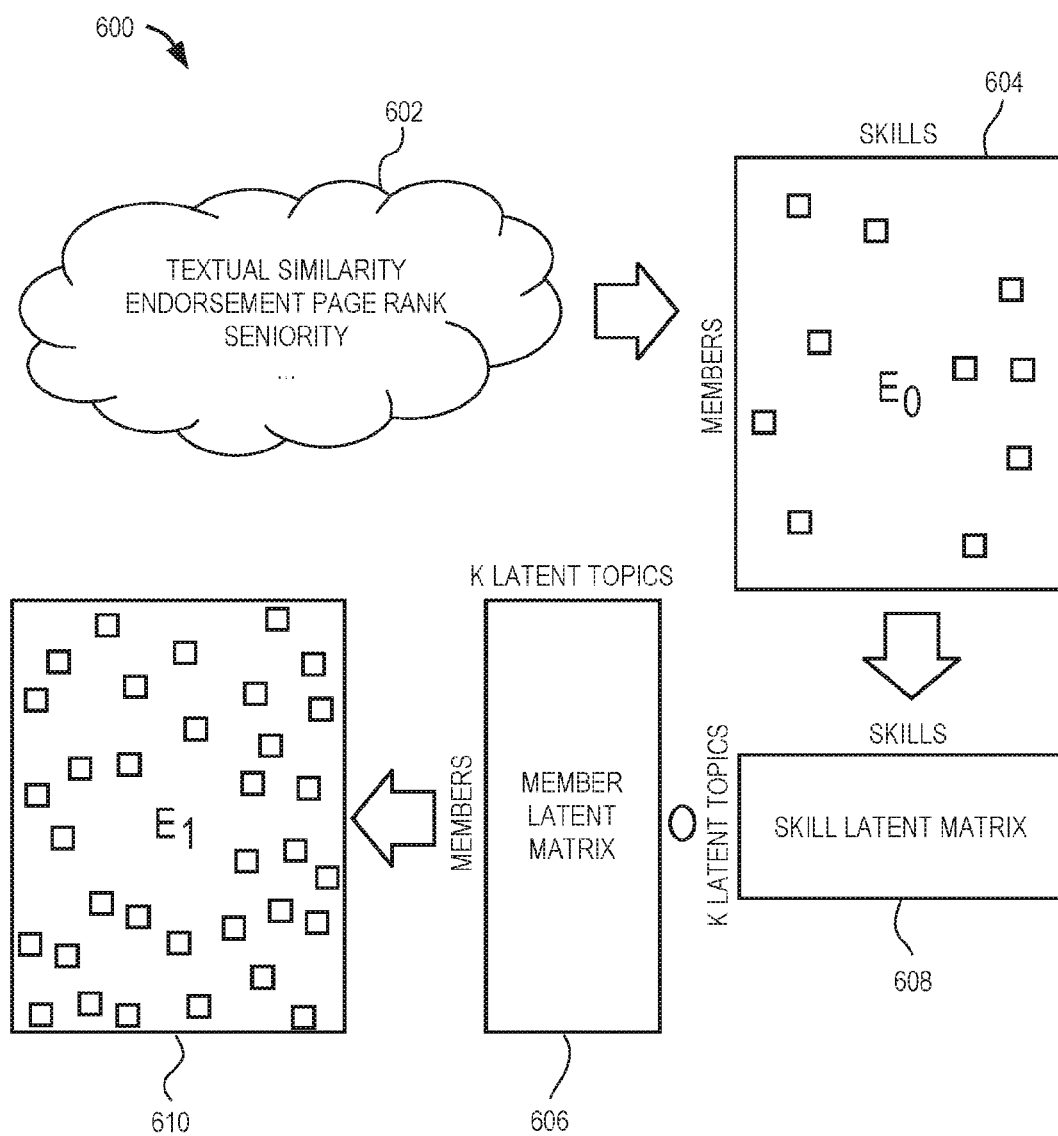 600
602
604
SKILLS
TEXTUAL SIMILARITY
ENDORSEMENT PAGE RANK
SENIORITY
...
MEMBERS
E0
K LATENT TOPICS
SKILLS
E1
MEMBERS
MEMBER
LATENT
MATRIX
K LATENT TOPICS
SKILL LATENT MATRIX
608
610
606